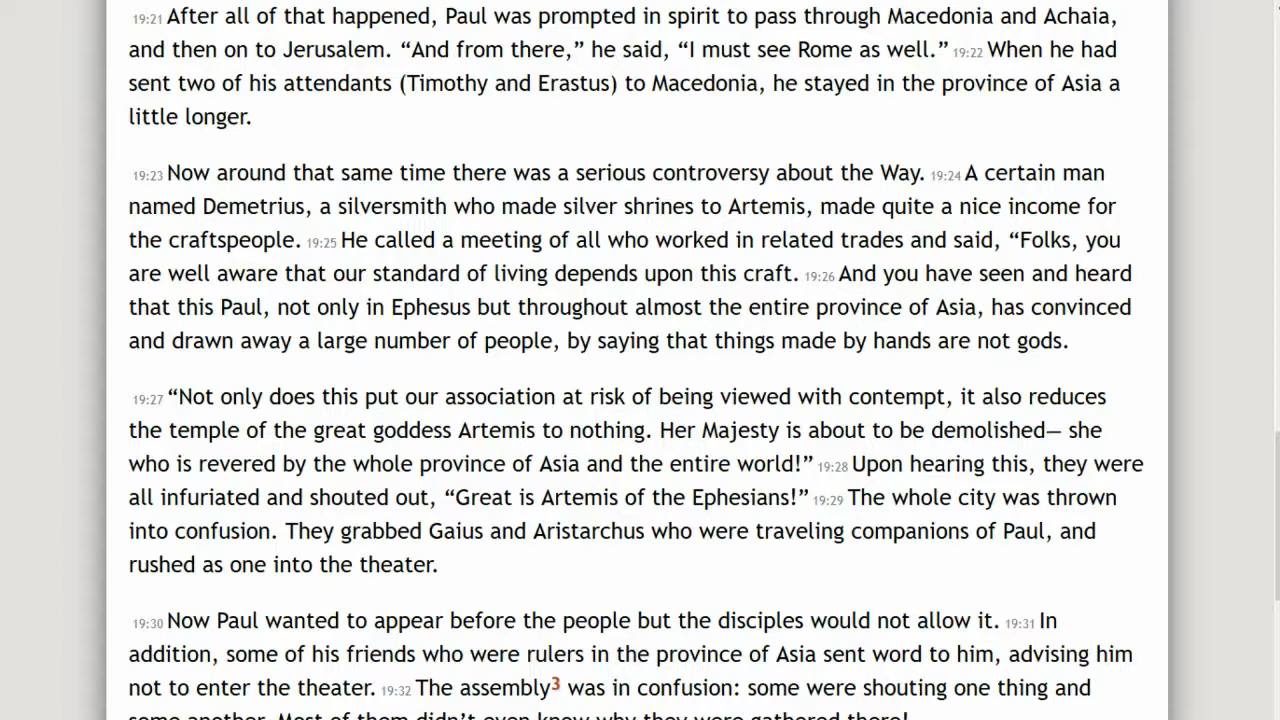 19:21 After all of that happened, Paul was prompted in spirit to pass through Macedonia and Achaia,
and then on to Jerusalem. “And from there,” he said, “I must see Rome as well.” 19:22 When he had
sent two of his attendants (Timothy and Erastus) to Macedonia, he stayed in the province of Asia a
little longer.
19:23 Now around that same time there was a serious controversy about the Way. 19:24 A certain man
named Demetrius, a silversmith who made silver shrines to Artemis, made quite a nice income for
the craftspeople. 19:25 He called a meeting of all who worked in related trades and said, “Folks, you
are well aware that our standard of living depends upon this craft. 19:26 And you have seen and heard
that this Paul, not only in Ephesus but throughout almost the entire province of Asia, has convinced
and drawn away a large number of people, by saying that things made by hands are not gods.
19:27 “Not only does this put our association at risk of being viewed with contempt, it also reduces
the temple of the great goddess Artemis to nothing. Her Majesty is about to be demolished— she
who is revered by the whole province of Asia and the entire world!” 19:28 Upon hearing this, they were
all infuriated and shouted out, “Great is Artemis of the Ephesians!” 19:29 The whole city was thrown
into confusion. They grabbed Gaius and Aristarchus who were traveling companions of Paul, and
rushed as one into the theater.
19:30 Now Paul wanted to appear before the people but the disciples would not allow it. 19:31 In
addition, some of his friends who were rulers in the province of Asia sent word to him, advising him
not to enter the theater. 19:32 The assembly3 was in confusion: some were shouting one thing and
some another. Most of them didn’t even know why they were gathered there!